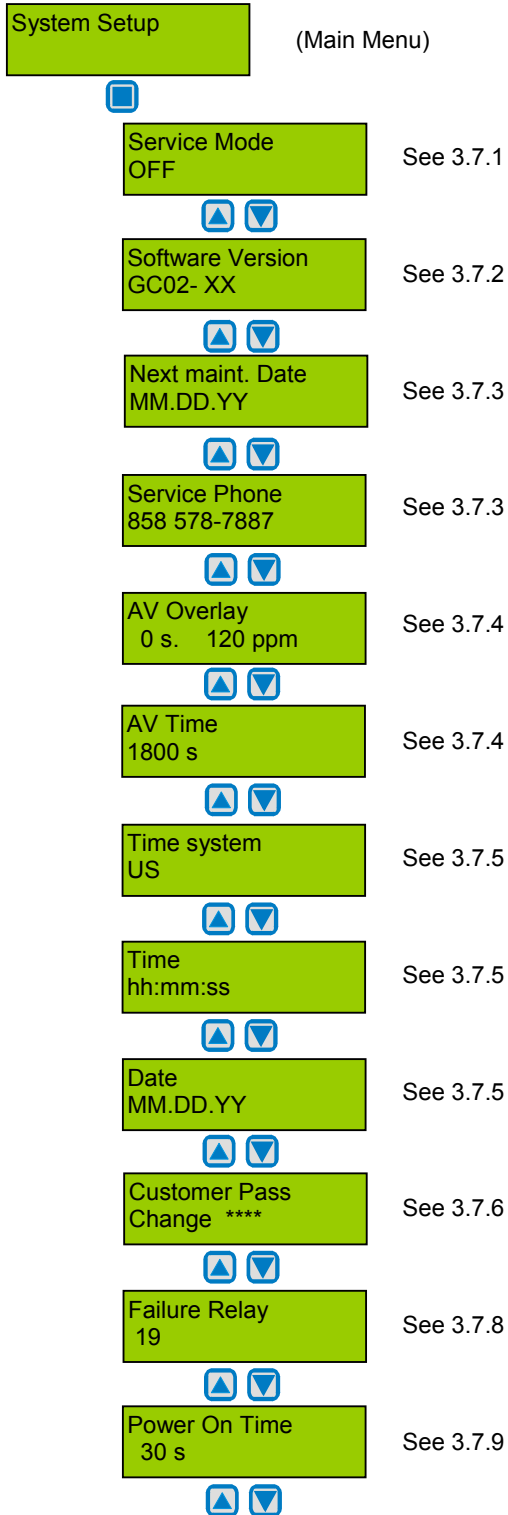 System Setup
(Main Menu)
Service Mode
OFF
See 3.7.1
Software Version
GC02- XX
See 3.7.2
Next maint. Date
MM.DD.YY
See 3.7.3
Service Phone
858 578-7887
See 3.7.3
AV Overlay
0 s. 120 ppm
See 3.7.4
AV Time
1800 s
See 3.7.4
Time system
US
See 3.7.5
Time
hh:mm:ss
See 3.7.5
Date
MM.DD.YY
See 3.7.5
Customer Pass
Change ****
See 3.7.6
Failure Relay
19
See 3.7.8
Power On Time
30 s
See 3.7.9